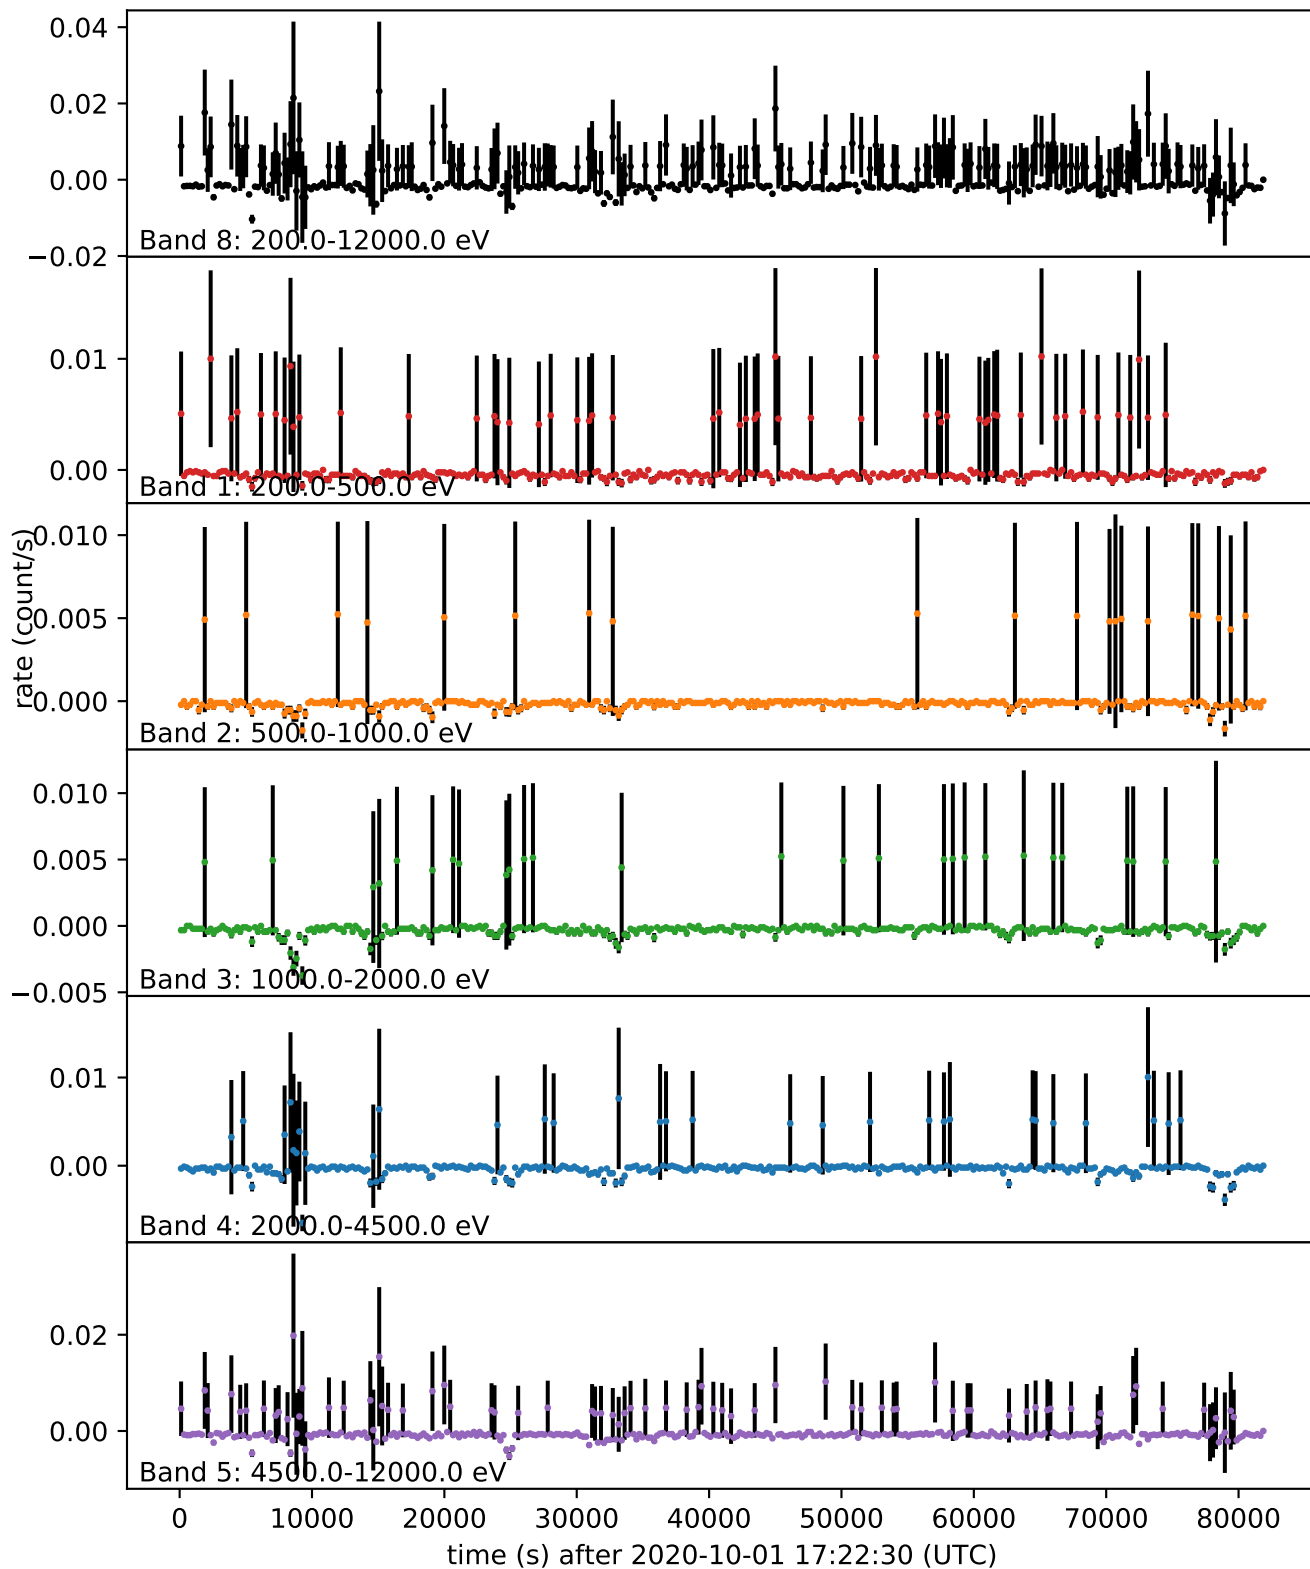 0.04
0.02
0.00
−0.02
Band 8: 200.0-12000.0 eV
0.01
0.00
Band 1: 200.0-500.0 eV
rate (count/s)
0.010
0.005
0.000
Band 2: 500.0-1000.0 eV
0.010
0.005
0.000
−0.005
Band 3: 1000.0-2000.0 eV
0.01
0.00
Band 4: 2000.0-4500.0 eV
0.02
0.00
Band 5: 4500.0-12000.0 eV
0 10000 20000 30000 40000 50000 60000 70000 80000
time (s) after 2020-10-01 17:22:30 (UTC)